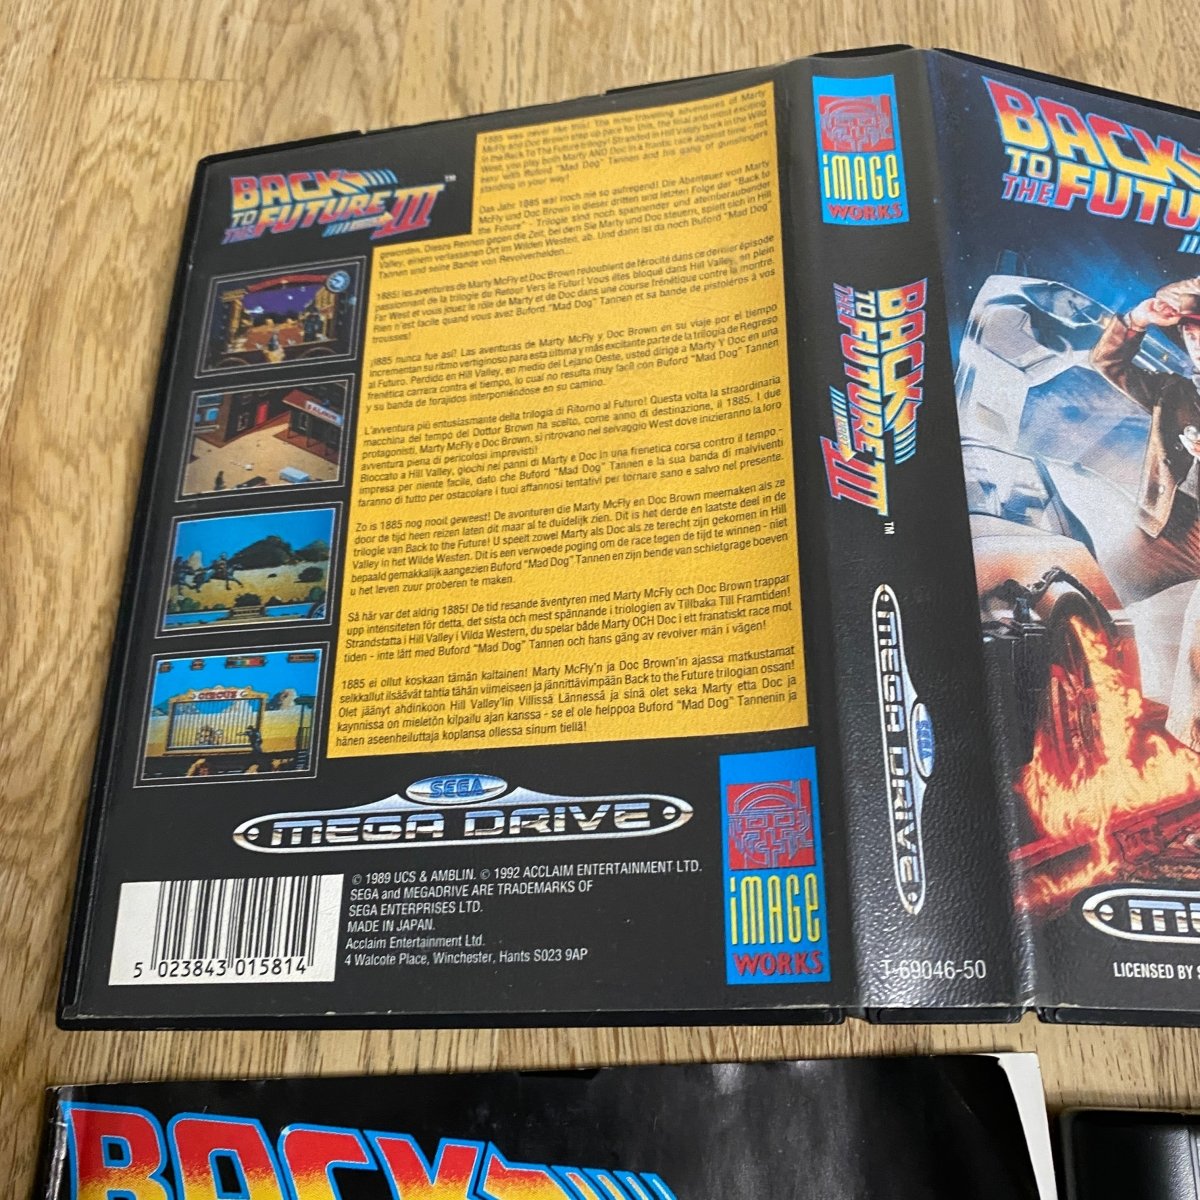 BACK
TO THE FUTURE PART III™
1885 was never like this! The time-travelling adventures of Marty
McFly and Doc Brown step up pace for this, the final and most exciting
in the Back To The Future trilogy! Stranded in Hill Valley back in the Wild
West, you play both Marty AND Doc in a frantic race against time - not
easy with Buford "Mad Dog" Tannen and his gang of gunslingers
standing in your way!
Das Jahr 1885 war noch nie so aufregend! Die Abenteuer von Marty
McFly und Doc Brown in dieser dritten und letzten Folge der "Back to
the Future" - Trilogie sind noch spannender und atemberaubender
geworden. Dieses Rennen gegen die Zeit, bei dem Sie Marty und Doc steuern, spielt sich in Hill
Valley, einem verlassenen Ort im Wilden Westen, ab. Und dann ist da noch Buford "Mad Dog"
Tannen und seine Bande von Revolverhelden...
1885! les aventures de Marty McFly et Doc Brown redoublent de férocité dans ce dernier épisode
passionnant de la trilogie du Retour Vers le Futur! Vous êtes bloqué dans Hill Valley, en plein
Far West et vous jouez le rôle de Marty et de Doc dans une course frénétique contre la montre.
Rien n'est facile quand vous avez Buford "Mad Dog" Tannen et sa bande de pistoléros à vos
trousses!
¡1885 nunca fue así! Las aventuras de Marty McFly y Doc Brown en su viaje por el tiempo
incrementan su ritmo vertiginoso para esta última y más excitante parte de la trilogía de Regreso
al Futuro. Perdido en Hill Valley, en medio del Lejano Oeste, usted dirige a Marty Y Doc en una
frenética carrera contra el tiempo, lo cual no resulta muy facil con Buford "Mad Dog" Tannen
y su banda de forajidos interponiéndose en su camino.
L'avventura più entusiasmante della trilogia di Ritorno al Futuro! Questa volta la straordinaria
macchina del tempo del Dottor Brown ha scelto, come anno di destinazione, il 1885. I due
protagonisti, Marty McFly e Doc Brown, si ritrovano nel selvaggio West dove inizieranno la loro
avventura piena di pericolosi imprevisti!
Bloccato a Hill Valley, giochi nei panni di Marty e Doc in una frenetica corsa contro il tempo -
impresa per niente facile, dato che Buford "Mad Dog" Tannen e la sua banda di malviventi
faranno di tutto per ostacolare i tuoi affannosi tentativi per tornare sano e salvo nel presente.
Zo is 1885 nog nooit geweest! De avonturen die Marty McFly en Doc Brown meemaken als ze
door de tijd heen reizen laten dit maar al te duidelijk zien. Dit is het derde en laatste deel in de
trilogie van Back to the Future! U speelt zowel Marty als Doc als ze terecht zijn gekomen in Hill
Valley in het Wilde Westen. Dit is een verwoede poging om de race tegen de tijd te winnen - niet
bepaald gemakkalijk aangezien Buford "Mad Dog" Tannen en zijn bende van schietgrage boeven
u het leven zuur proberen te maken.
Så här var det aldrig 1885! De tid resande äventyren med Marty McFly och Doc Brown trappar
upp intensiteten för detta, det sista och mest spännande i triologien av Tillbaka Till Framtiden!
Strandstatta i Hill Valley i Vilda Western, du spelar både Marty OCH Doc i ett franatiskt race mot
tiden - inte lätt med Buford "Mad Dog" Tannen och hans gäng av revolver män i vägen!
1885 ei ollut koskaan tämän kaltainen! Marty McFly'n ja Doc Brown'in ajassa matkustamat
seikkallut ilsäävät tahtia tähän viimeiseen ja jännittävimpään Back to the Future trilogian ossan!
Olet jäänyt ahdinkoon Hill Valley'lin Villissä Lännessä ja sinä olet seka Marty etta Doc ja
kaynnissa on mieletön kilpailu ajan kanssa - se ei ole helppoa Buford "Mad Dog" Tannenin ja
hänen aseenheiluttaja koplansa ollessa sinum tiellä!
SALOON
CIRCUS
SEGA
MEGA DRIVE
© 1989 UCS & AMBLIN. © 1992 ACCLAIM ENTERTAINMENT LTD.
SEGA and MEGADRIVE ARE TRADEMARKS OF
SEGA ENTERPRISES LTD.
MADE IN JAPAN.
Acclaim Entertainment Ltd.
4 Walcote Place, Winchester, Hants S023 9AP
5 023843 015814
iMAGE
WORKS
iMAGE
WORKS
BACK
TO THE FUTURE
PART III™
SEGA
MEGA DRIVE
T-69046-50
BACK
TO THE FUTU
LICENSED BY S
BACK